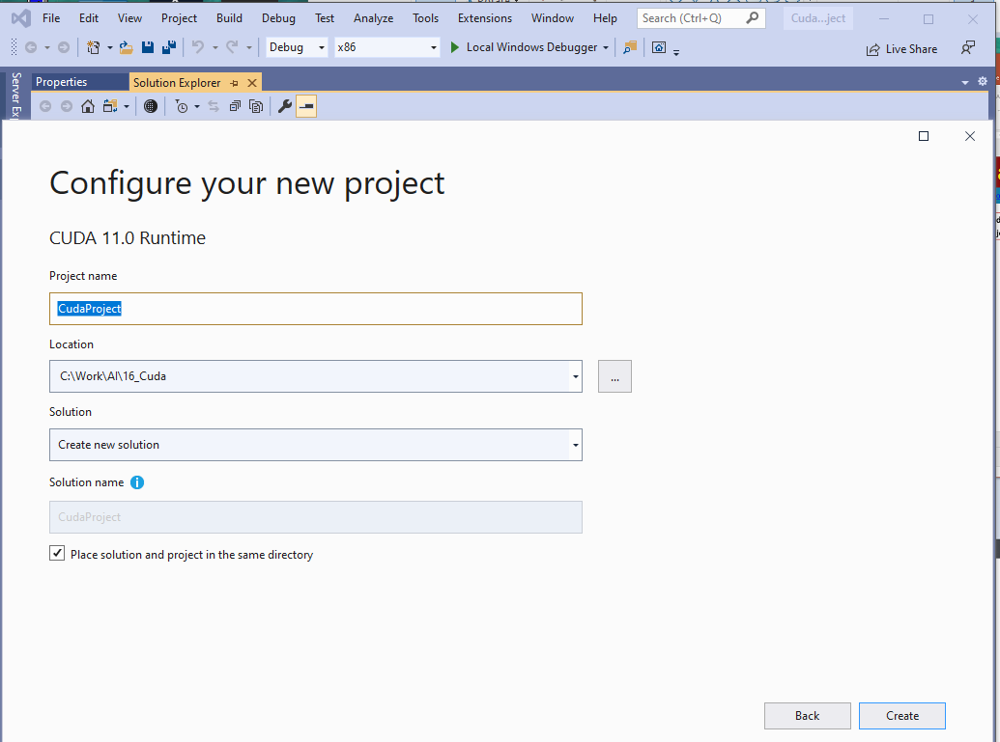 File Edit View Project Build Debug Test Analyze Tools Extensions Window Help Search (Ctrl+Q) Cuda...ject
Debug x86 Local Windows Debugger Live Share
Properties Solution Explorer
Configure your new project
CUDA 11.0 Runtime
Project name
CudaProject
Location
C:\Work\AI\16_Cuda
...
Solution
Create new solution
Solution name
CudaProject
Place solution and project in the same directory
Back Create